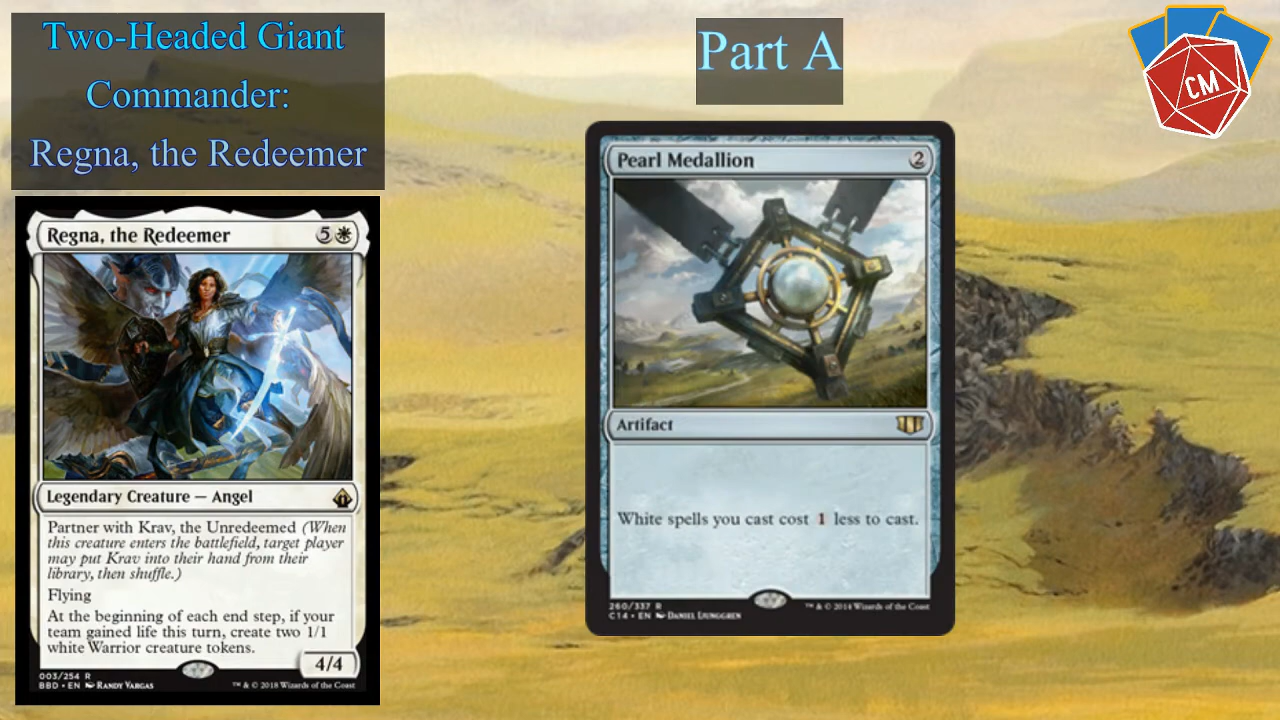 Two-Headed Giant
Commander:
Regna, the Redeemer
Part A
CM
Regna, the Redeemer 5
Legendary Creature — Angel
Partner with Krav, the Unredeemed (When
this creature enters the battlefield, target player
may put Krav into their hand from their
library, then shuffle.)
Flying
At the beginning of each end step, if your
team gained life this turn, create two 1/1
white Warrior creature tokens.
4/4
003/254 R
BBD • EN Randy Vargas
™ & © 2018 Wizards of the Coast
Pearl Medallion 2
Artifact
White spells you cast cost 1 less to cast.
260/337 R
C14 • EN Daniel Ljunggren
™ & © 2014 Wizards of the Coast